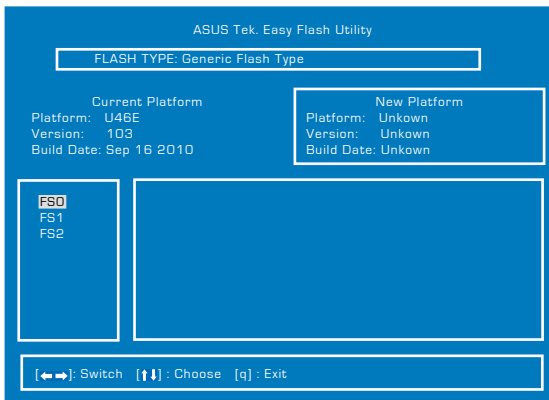 ASUS Tek. Easy Flash Utility
FLASH TYPE: Generic Flash Type
Current Platform
Platform: U46E
Version: 103
Build Date: Sep 16 2010
New Platform
Platform: Unkown
Version: Unkown
Build Date: Unkown
FS0
FS1
FS2
[←→]: Switch [↑↓] : Choose [q] : Exit